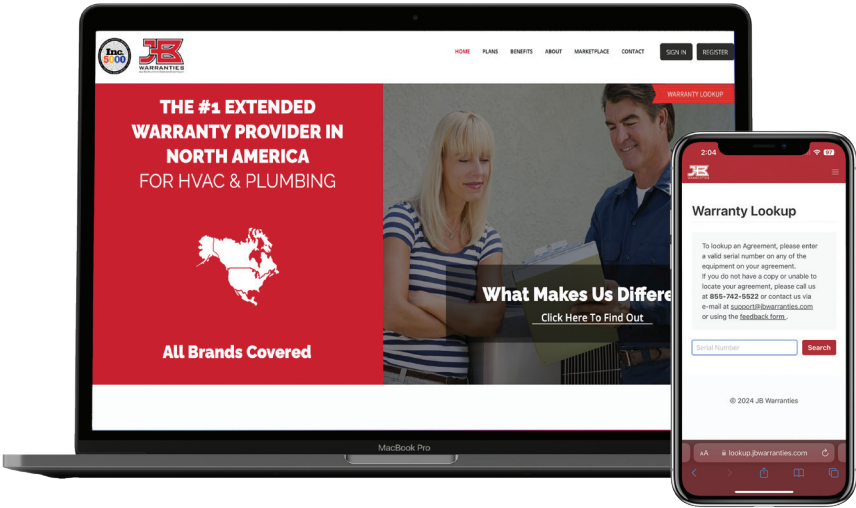 Inc.
5000
JB
WARRANTIES
HOME PLANS BENEFITS ABOUT MARKETPLACE CONTACT SIGN IN REGISTER
WARRANTY LOOKUP
THE #1 EXTENDED
WARRANTY PROVIDER IN
NORTH AMERICA
FOR HVAC & PLUMBING
All Brands Covered
What Makes Us Differe
Click Here To Find Out
MacBook Pro
2:04 87
JB
WARRANTIES
Warranty Lookup
To lookup an Agreement, please enter
a valid serial number on any of the
equipment on your agreement.
If you do not have a copy or unable to
locate your agreement, please call us
at 855-742-5522 or contact us via
e-mail at support@jbwarranties.com
or using the feedback form .
Serial Number Search
© 2024 JB Warranties
AA lookup.jbwarranties.com